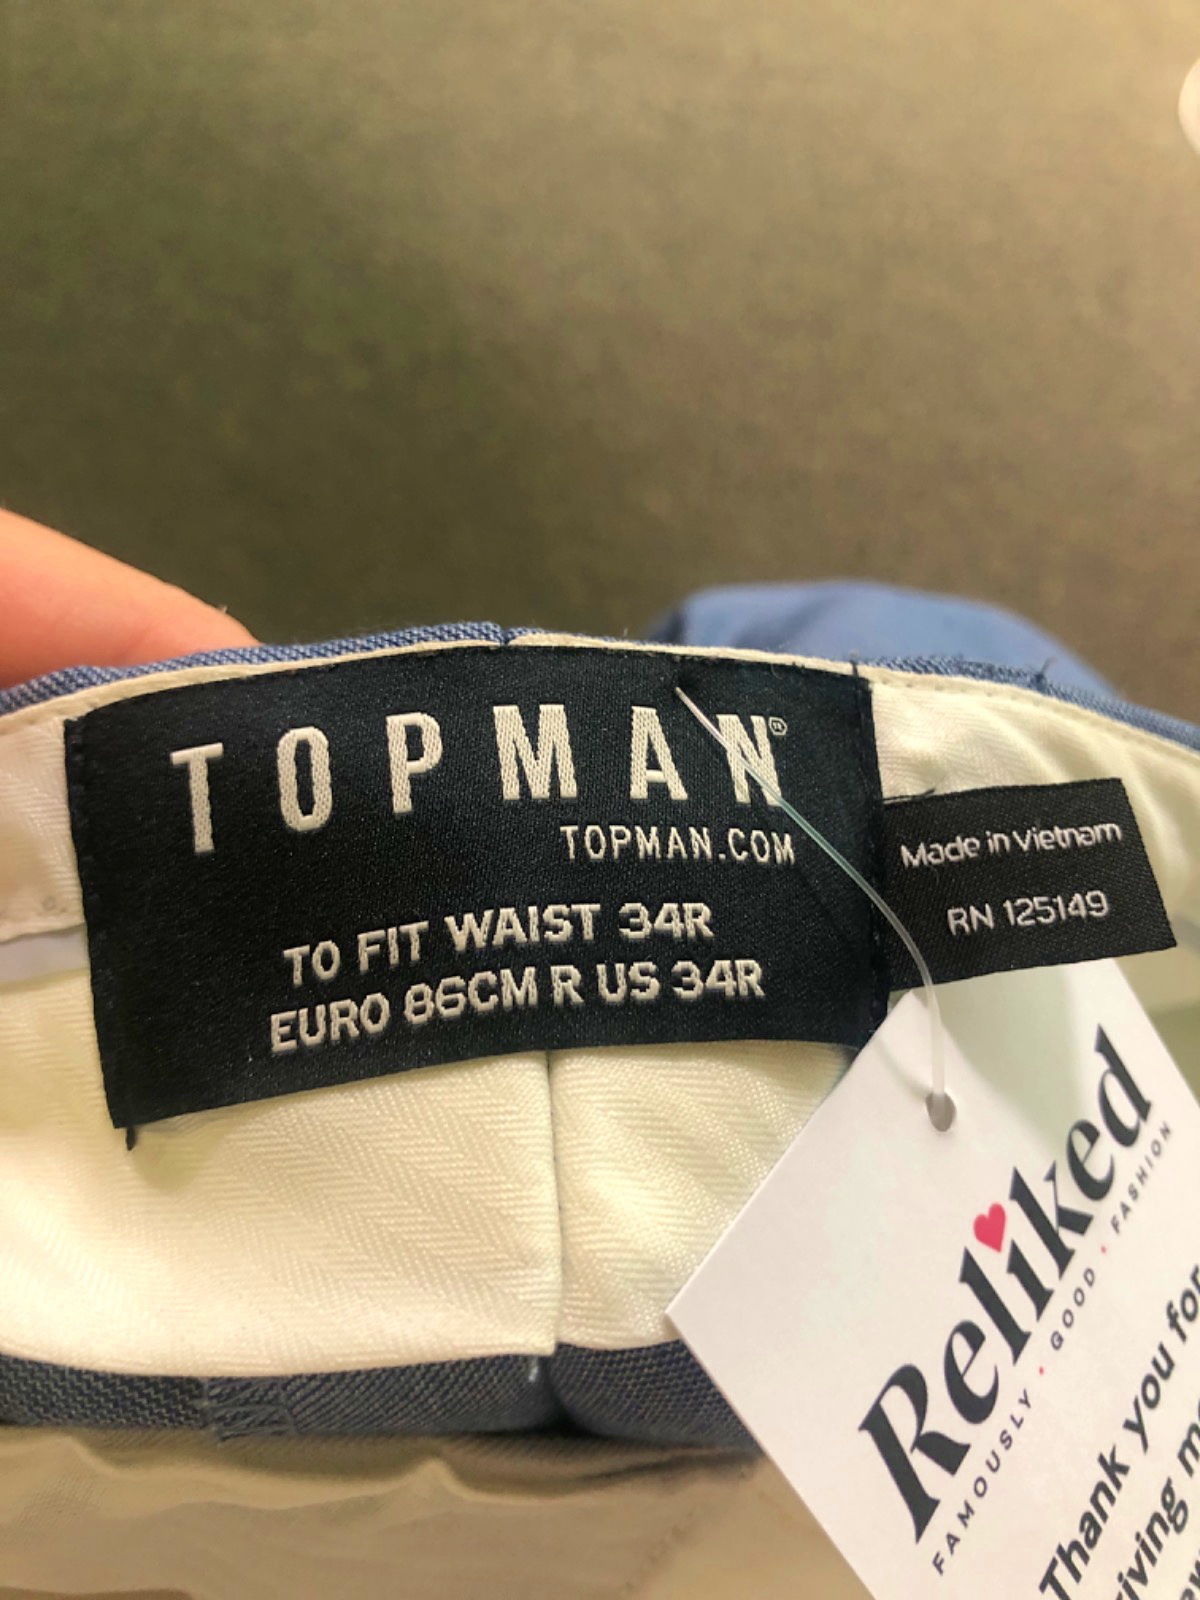 TOPMAN®
TOPMAN.COM
TO FIT WAIST 34R
EURO 86CM R US 34R
Made in Vietnam
RN 125149
Reliked
FAMOUSLY · GOOD · FASHION
Thank you for